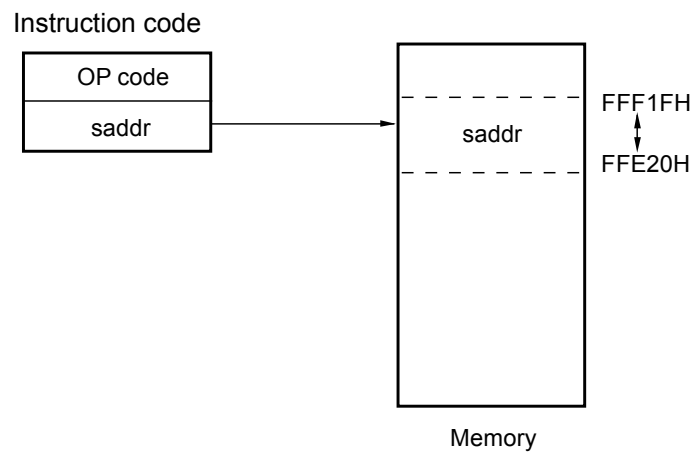 Instruction code
OP code
saddr
saddr
FFF1FH
FFE20H
Memory